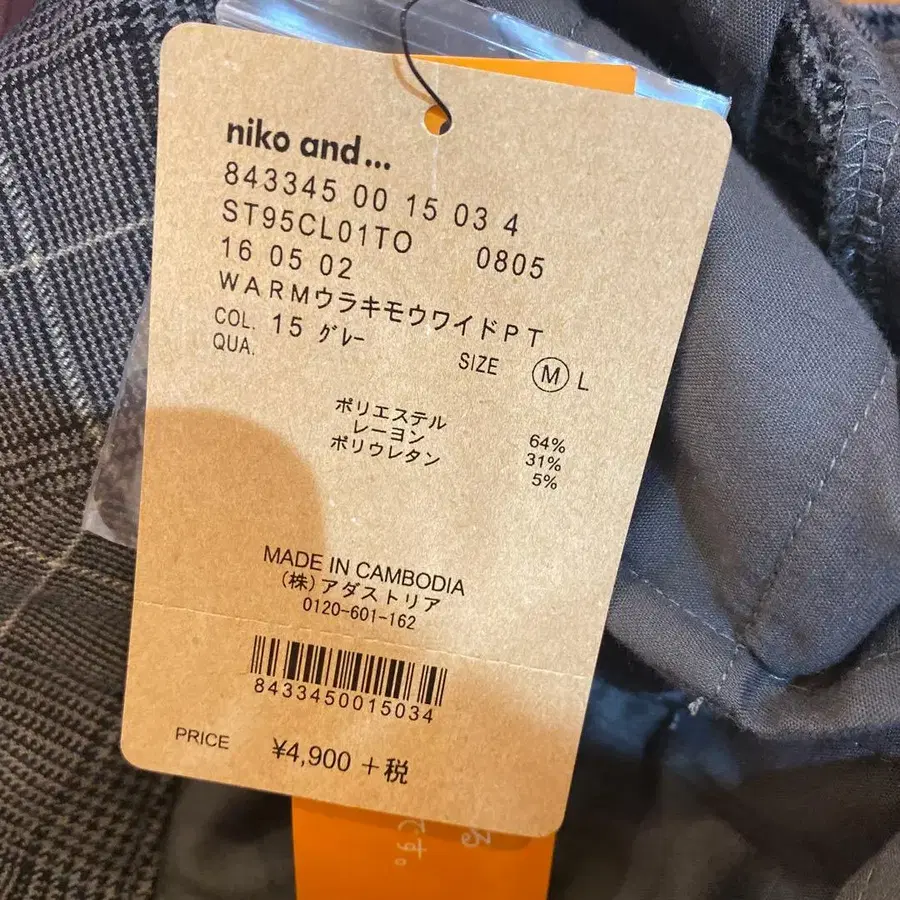 niko and...
843345 00 15 03 4
ST95CL01TO 0805
16 05 02
WARMウラキモウワイドPT
COL. 15 グレー
QUA. SIZE M L
ポリエステル 64%
レーヨン 31%
ポリウレタン 5%
MADE IN CAMBODIA
(株)アダストリア
0120-601-162
8433450015034
PRICE ¥4,900 +税
です。